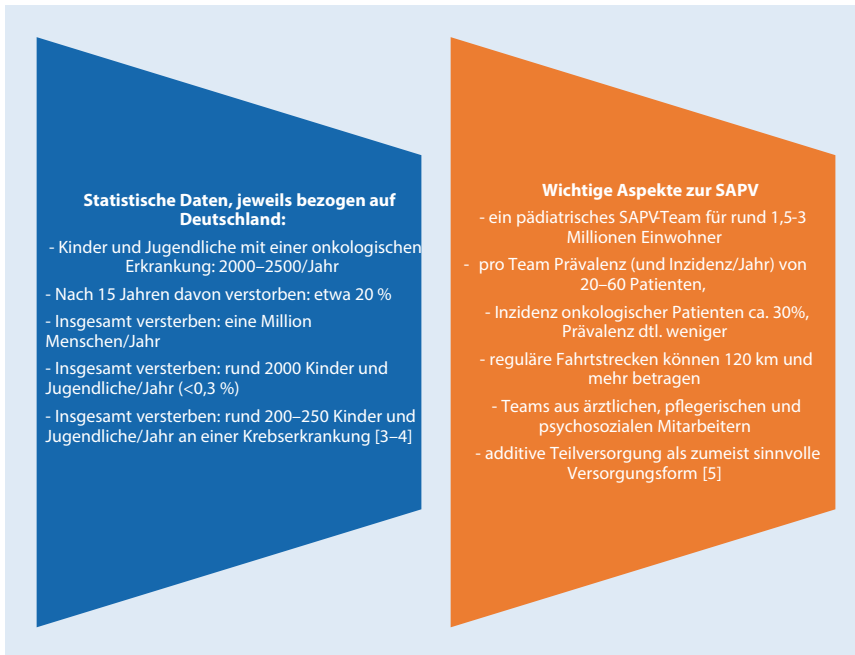 Statistische Daten, jeweils bezogen auf
Deutschland:
- Kinder und Jugendliche mit einer onkologischen
Erkrankung: 2000–2500/Jahr
- Nach 15 Jahren davon verstorben: etwa 20 %
- Insgesamt versterben: eine Million
Menschen/Jahr
- Insgesamt versterben: rund 2000 Kinder und
Jugendliche/Jahr (<0,3 %)
- Insgesamt versterben: rund 200–250 Kinder und
Jugendliche/Jahr an einer Krebserkrankung [3–4]
Wichtige Aspekte zur SAPV
- ein pädiatrisches SAPV-Team für rund 1,5-3
Millionen Einwohner
- pro Team Prävalenz (und Inzidenz/Jahr) von
20–60 Patienten,
- Inzidenz onkologischer Patienten ca. 30%,
Prävalenz dtl. weniger
- reguläre Fahrtstrecken können 120 km und
mehr betragen
- Teams aus ärztlichen, pflegerischen und
psychosozialen Mitarbeitern
- additive Teilversorgung als zumeist sinnvolle
Versorgungsform [5]